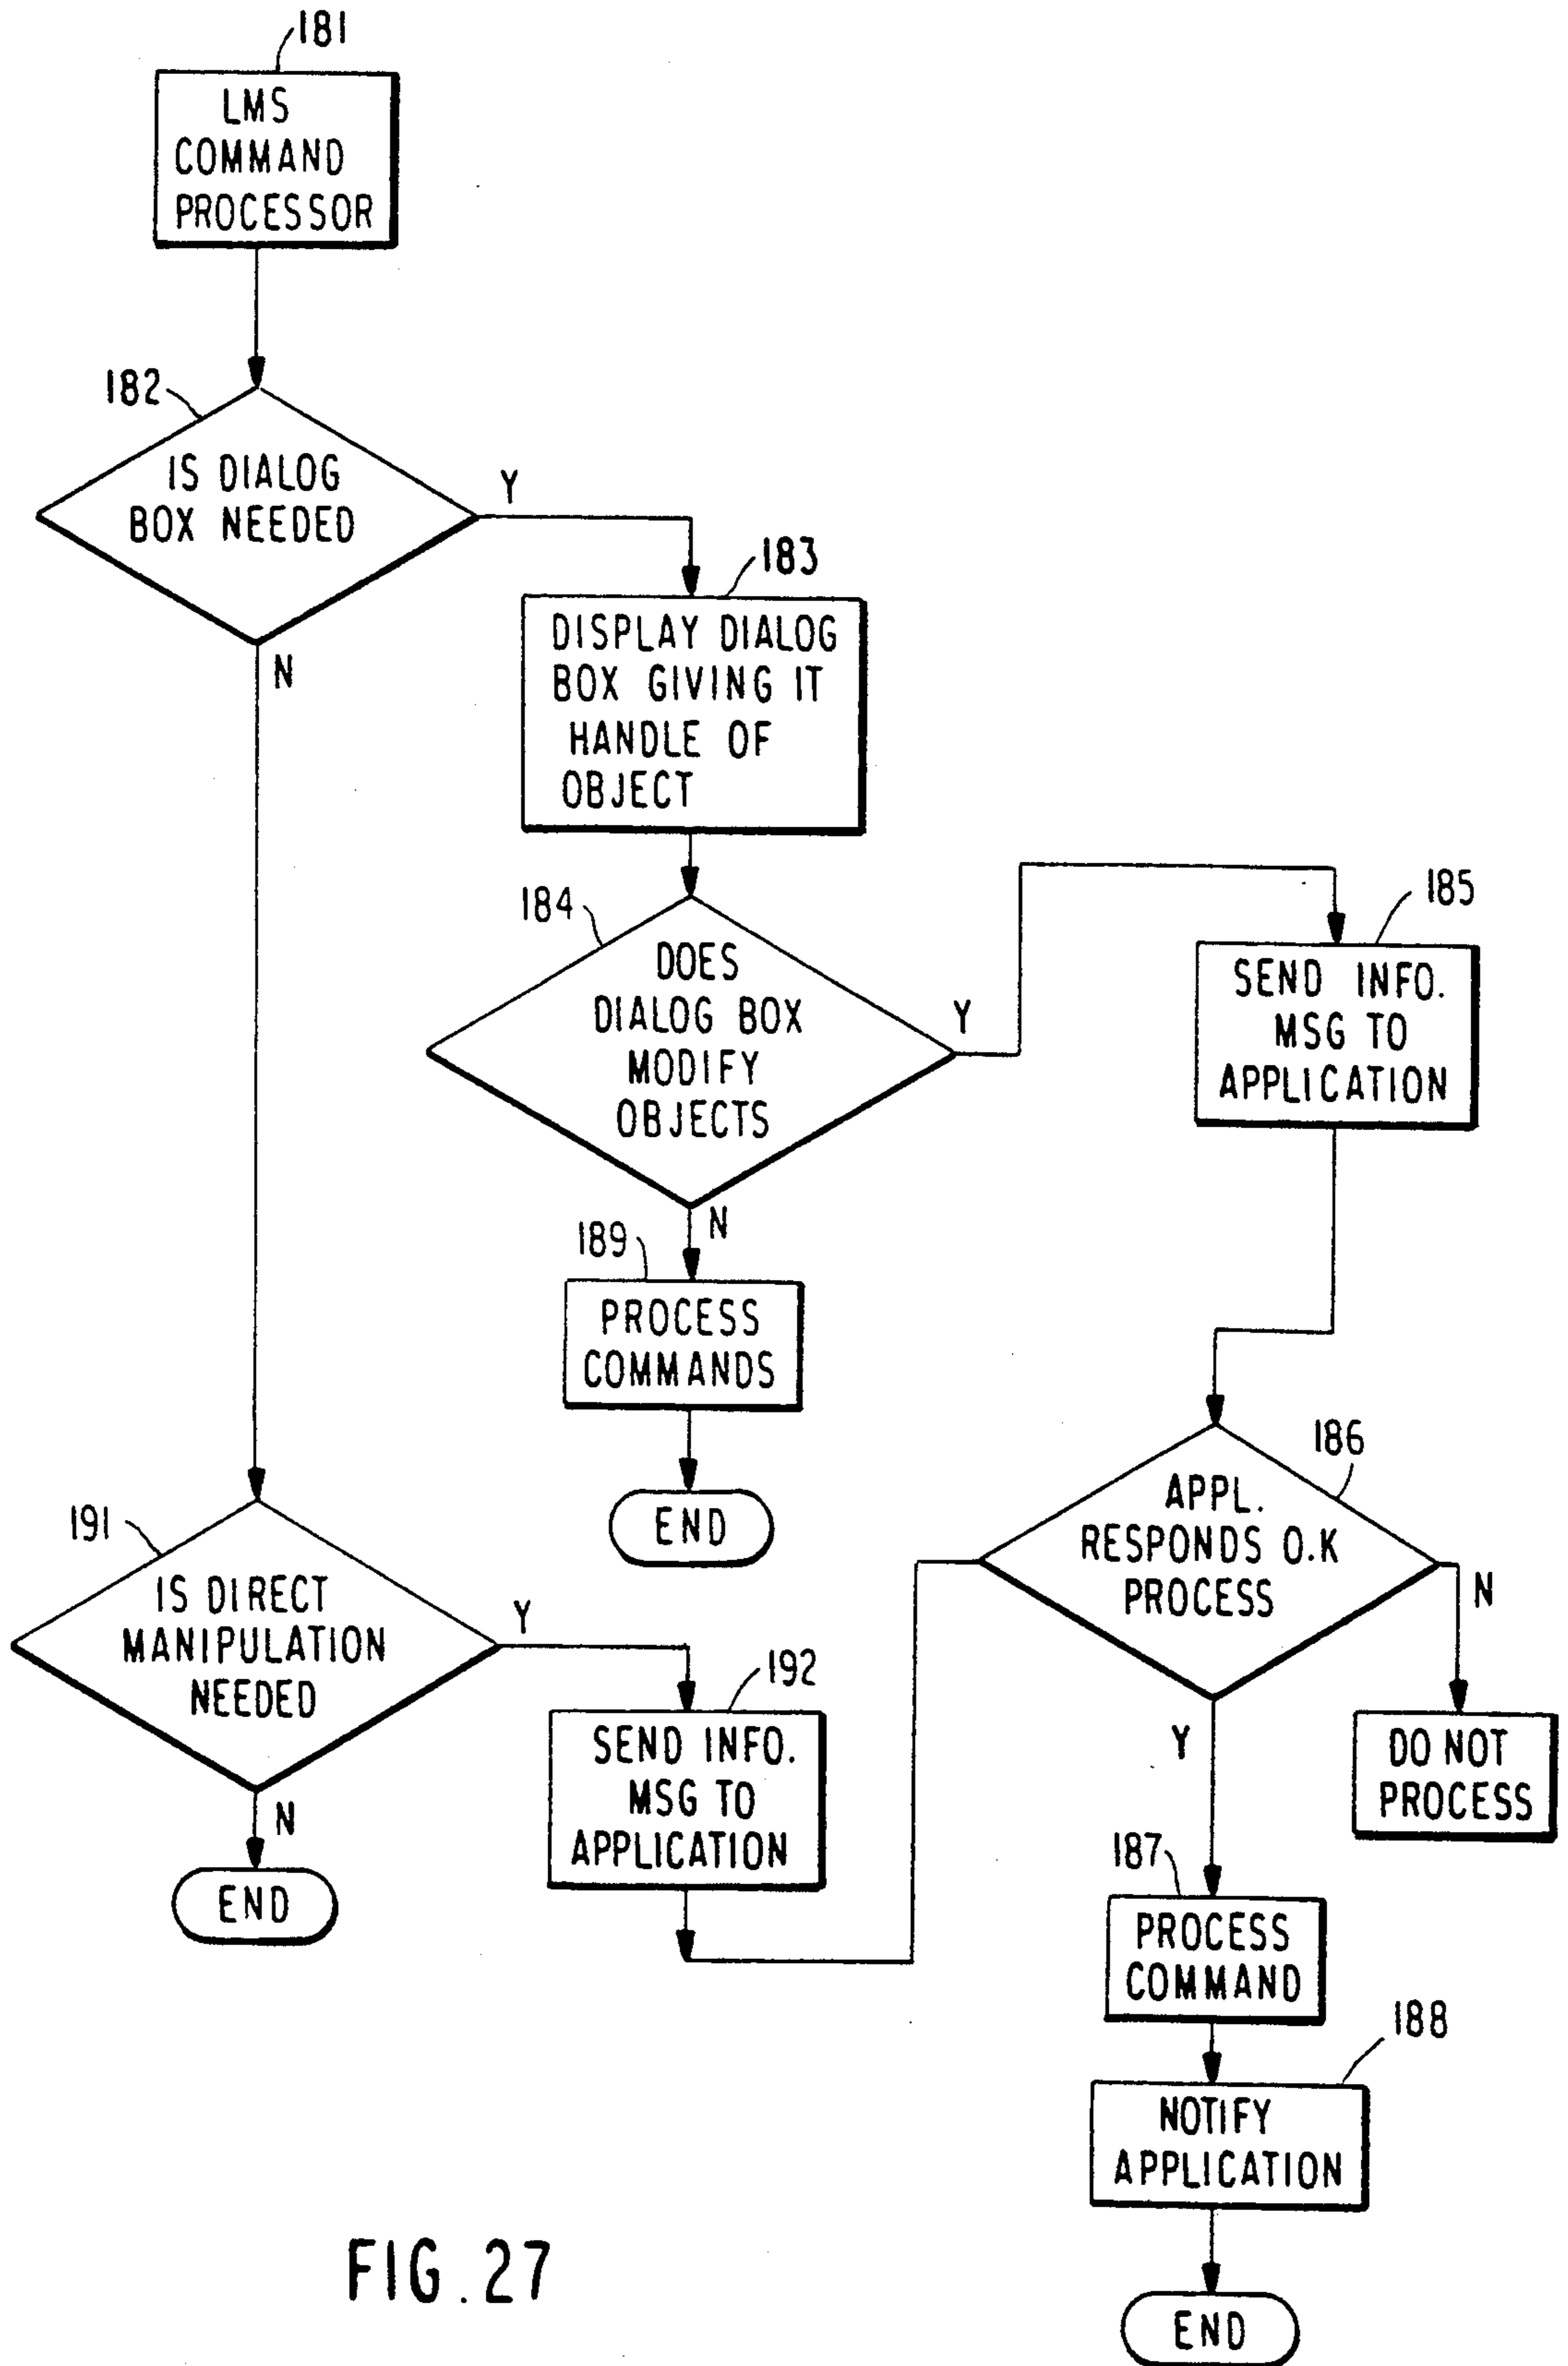 181
LMS
COMMAND
PROCESSOR
182
IS DIALOG
BOX NEEDED
Y
N
183
DISPLAY DIALOG
BOX GIVING IT
HANDLE OF
OBJECT
184
DOES
DIALOG BOX
MODIFY
OBJECTS
Y
N
185
SEND INFO.
MSG TO
APPLICATION
189
PROCESS
COMMANDS
END
186
APPL.
RESPONDS O.K
PROCESS
N
Y
DO NOT
PROCESS
191
IS DIRECT
MANIPULATION
NEEDED
Y
N
END
192
SEND INFO.
MSG TO
APPLICATION
187
PROCESS
COMMAND
188
NOTIFY
APPLICATION
END
FIG. 27